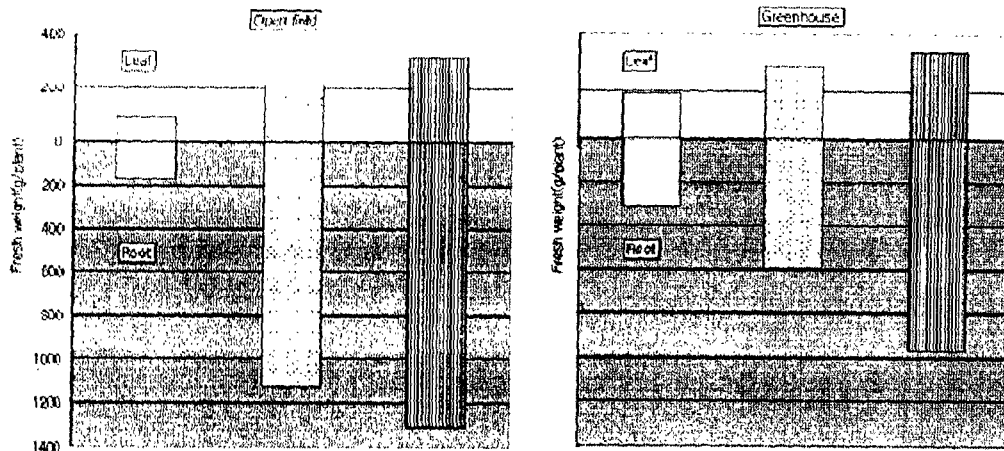 Open field
400
Leaf
200
0
200
400
Root
600
800
1000
1200
1400
Fresh weight(g/plant)
Greenhouse
Leaf
Root
Fresh weight(g/plant)